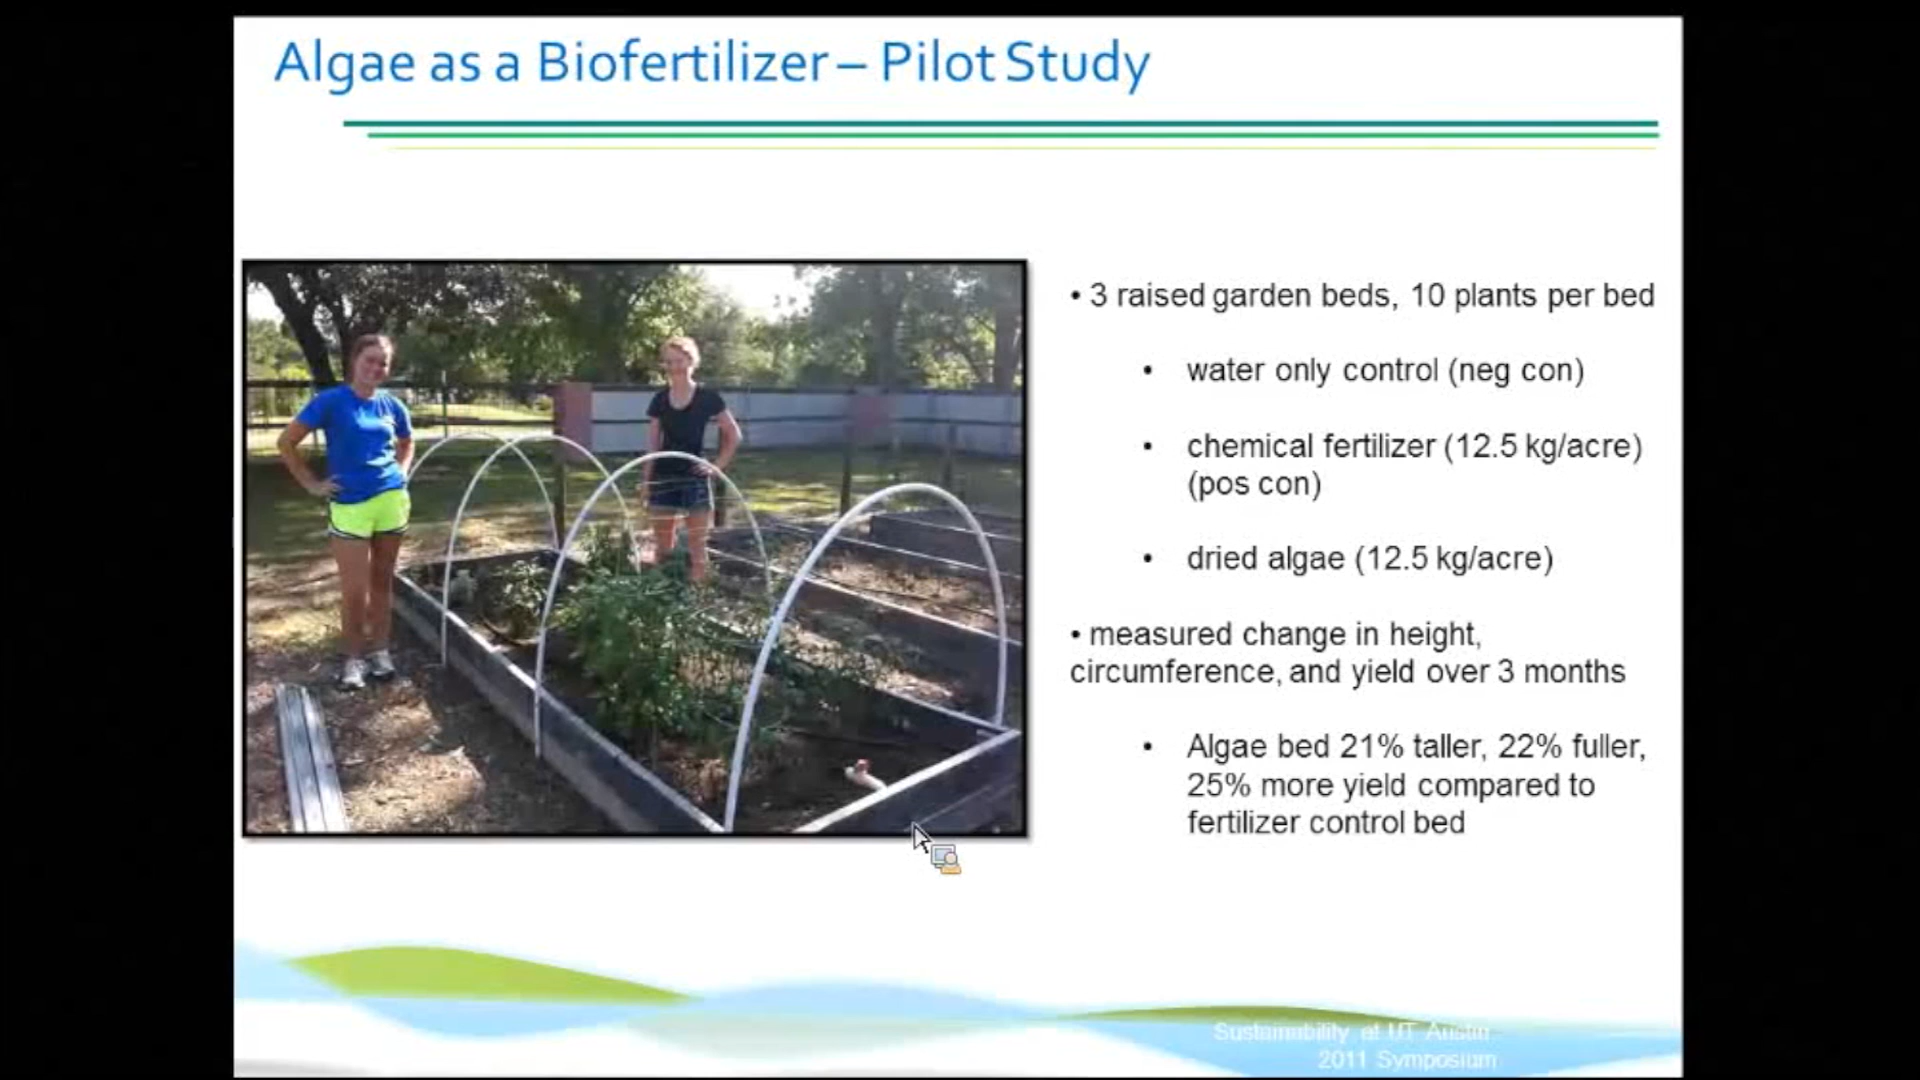 Algae as a Biofertilizer – Pilot Study
• 3 raised garden beds, 10 plants per bed
• water only control (neg con)
• chemical fertilizer (12.5 kg/acre)
(pos con)
• dried algae (12.5 kg/acre)
• measured change in height,
circumference, and yield over 3 months
• Algae bed 21% taller, 22% fuller,
25% more yield compared to
fertilizer control bed
Sustainability at UT Austin
2011 Symposium